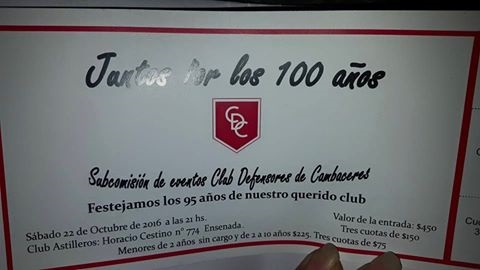 Juntos por los 100 años
CDC
Subcomisión de eventos Club Defensores de Cambaceres
Festejamos los 95 años de nuestro querido club
Sábado 22 de Octubre de 2016 a las 21 hs.
Club Astilleros: Horacio Cestino n° 774 Ensenada.
Valor de la entrada: $450
Tres cuotas de $150
Menores de 2 años sin cargo y de 2 a 10 años $225. Tres cuotas de $75